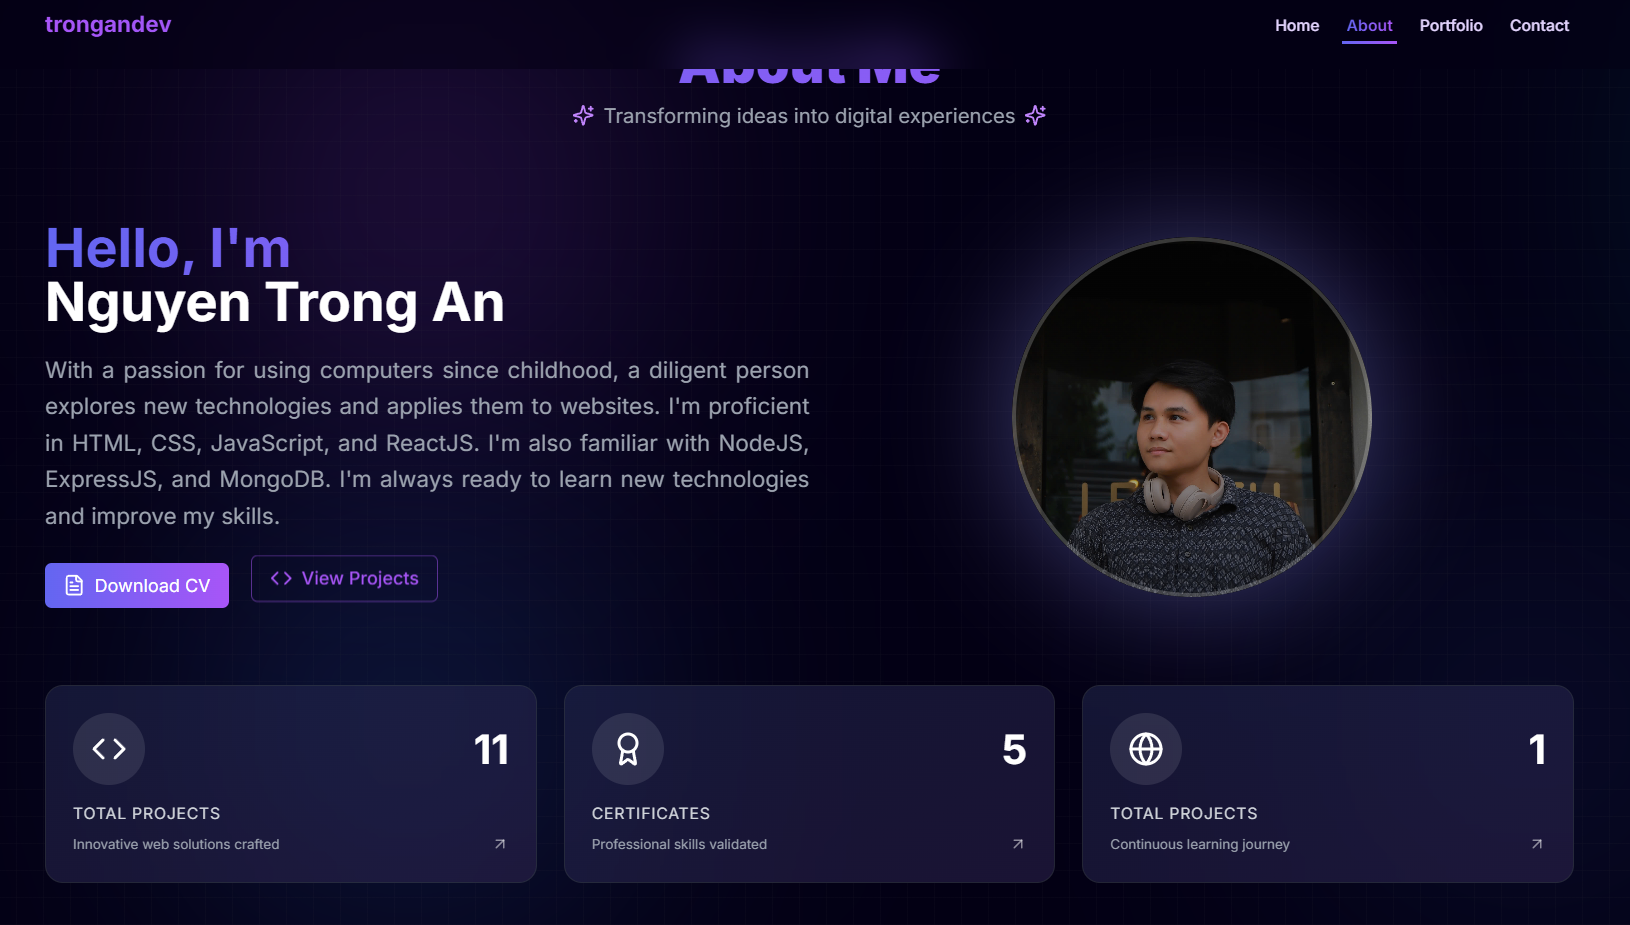 trongandev
Home
About
Portfolio
Contact
About Me
Transforming ideas into digital experiences
Hello, I'm
Nguyen Trong An
With a passion for using computers since childhood, a diligent person
explores new technologies and applies them to websites. I'm proficient
in HTML, CSS, JavaScript, and ReactJS. I'm also familiar with NodeJS,
ExpressJS, and MongoDB. I'm always ready to learn new technologies
and improve my skills.
Download CV
View Projects
11
TOTAL PROJECTS
Innovative web solutions crafted
5
CERTIFICATES
Professional skills validated
1
TOTAL PROJECTS
Continuous learning journey